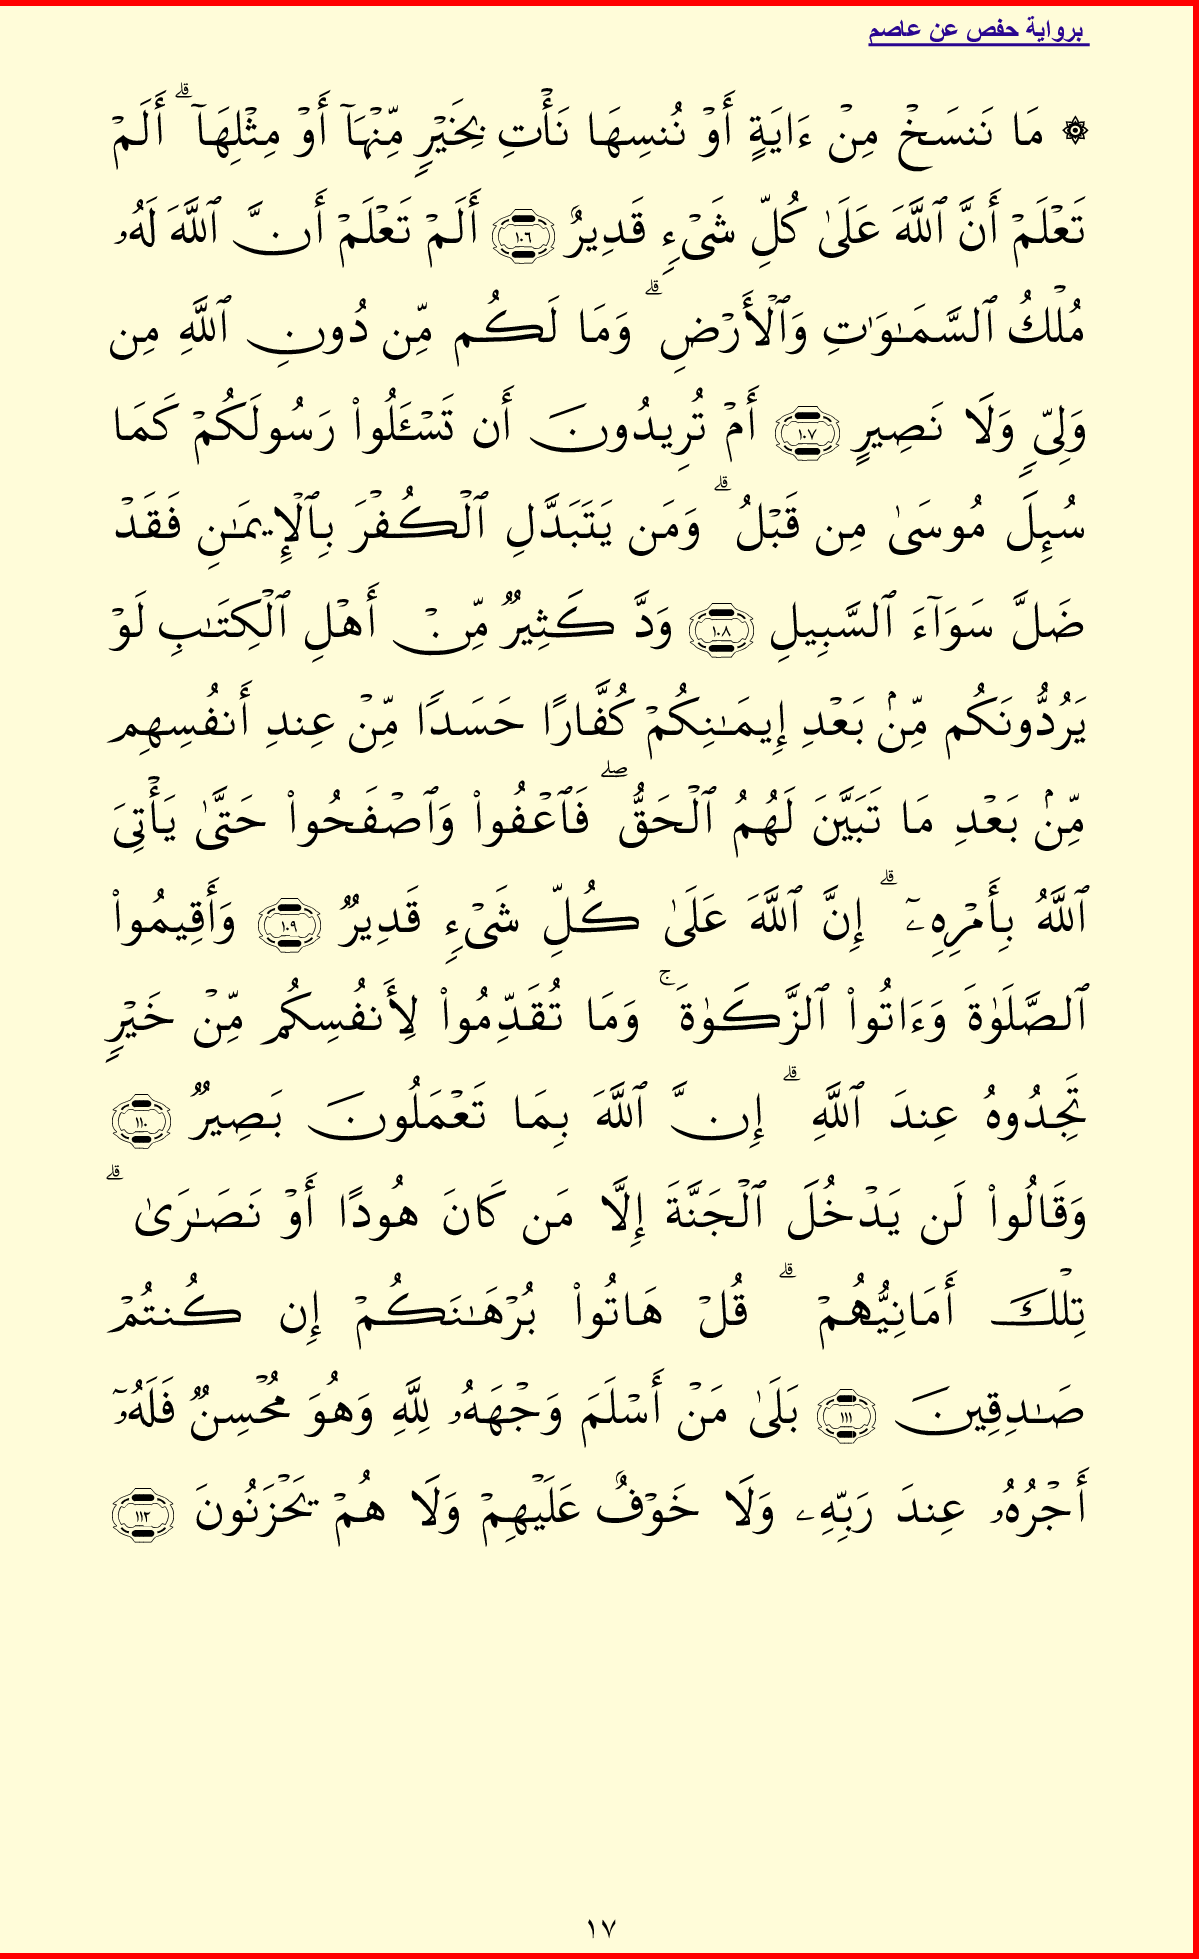 برواية حفص عن عاصم
۞ مَا نَنسَخۡ مِنۡ ءَايَةٍ أَوۡ نُنسِهَا نَأۡتِ بِخَيۡرٖ مِّنۡهَآ أَوۡ مِثۡلِهَآۗ أَلَمۡ
تَعۡلَمۡ أَنَّ ٱللَّهَ عَلَىٰ كُلِّ شَيۡءٖ قَدِيرٌ ١٠٦ أَلَمۡ تَعۡلَمۡ أَنَّ ٱللَّهَ لَهُۥ
مُلۡكُ ٱلسَّمَٰوَٰتِ وَٱلۡأَرۡضِۗ وَمَا لَكُم مِّن دُونِ ٱللَّهِ مِن
وَلِيّٖ وَلَا نَصِيرٍ ١٠٧ أَمۡ تُرِيدُونَ أَن تَسۡـَٔلُواْ رَسُولَكُمۡ كَمَا
سُئِلَ مُوسَىٰ مِن قَبۡلُۗ وَمَن يَتَبَدَّلِ ٱلۡكُفۡرَ بِٱلۡإِيمَٰنِ فَقَدۡ
ضَلَّ سَوَآءَ ٱلسَّبِيلِ ١٠٨ وَدَّ كَثِيرٞ مِّنۡ أَهۡلِ ٱلۡكِتَٰبِ لَوۡ
يَرُدُّونَكُم مِّنۢ بَعۡدِ إِيمَٰنِكُمۡ كُفَّارًا حَسَدٗا مِّنۡ عِندِ أَنفُسِهِم
مِّنۢ بَعۡدِ مَا تَبَيَّنَ لَهُمُ ٱلۡحَقُّۖ فَٱعۡفُواْ وَٱصۡفَحُواْ حَتَّىٰ يَأۡتِيَ
ٱللَّهُ بِأَمۡرِهِۦٓۗ إِنَّ ٱللَّهَ عَلَىٰ كُلِّ شَيۡءٖ قَدِيرٞ ١٠٩ وَأَقِيمُواْ
ٱلصَّلَوٰةَ وَءَاتُواْ ٱلزَّكَوٰةَۚ وَمَا تُقَدِّمُواْ لِأَنفُسِكُم مِّنۡ خَيۡرٖ
تَجِدُوهُ عِندَ ٱللَّهِۗ إِنَّ ٱللَّهَ بِمَا تَعۡمَلُونَ بَصِيرٞ ١١٠
وَقَالُواْ لَن يَدۡخُلَ ٱلۡجَنَّةَ إِلَّا مَن كَانَ هُودًا أَوۡ نَصَٰرَىٰۗ
تِلۡكَ أَمَانِيُّهُمۡۗ قُلۡ هَاتُواْ بُرۡهَٰنَكُمۡ إِن كُنتُمۡ
صَٰدِقِينَ ١١١ بَلَىٰ مَنۡ أَسۡلَمَ وَجۡهَهُۥ لِلَّهِ وَهُوَ مُحۡسِنٞ فَلَهُۥٓ
أَجۡرُهُۥ عِندَ رَبِّهِۦ وَلَا خَوۡفٌ عَلَيۡهِمۡ وَلَا هُمۡ يَحۡزَنُونَ ١١٢
١٧